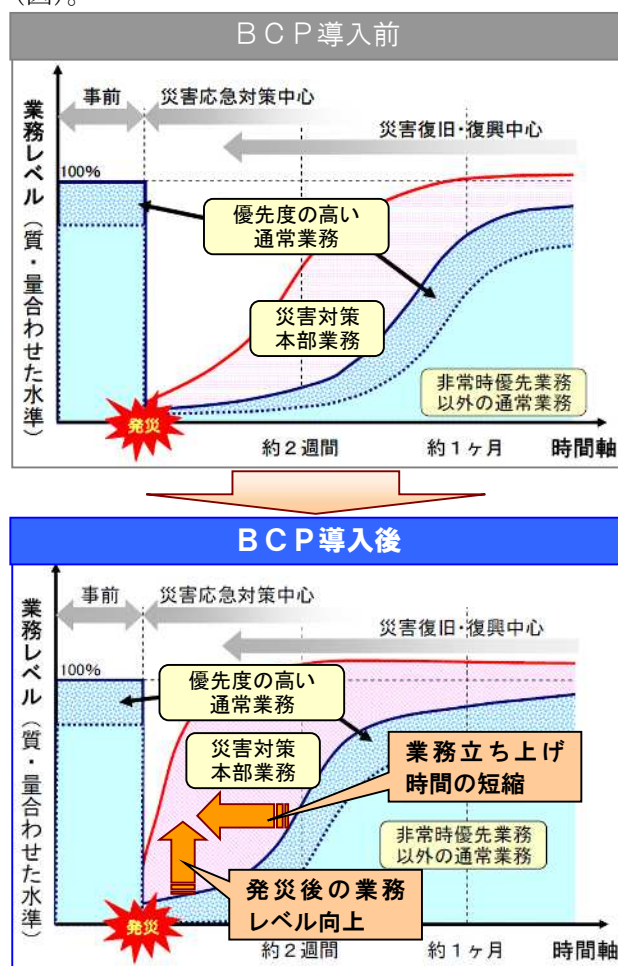 （図）。
ＢＣＰ導入前
事前
災害応急対策中心
災害復旧・復興中心
業務レベル（質・量合わせた水準）
100%
優先度の高い
通常業務
災害対策
本部業務
非常時優先業務
以外の通常業務
発災
約２週間
約１ヶ月
時間軸
ＢＣＰ導入後
事前
災害応急対策中心
災害復旧・復興中心
業務レベル（質・量合わせた水準）
100%
優先度の高い
通常業務
災害対策
本部業務
業務立ち上げ
時間の短縮
非常時優先業務
以外の通常業務
発災後の業務
レベル向上
発災
約２週間
約１ヶ月
時間軸